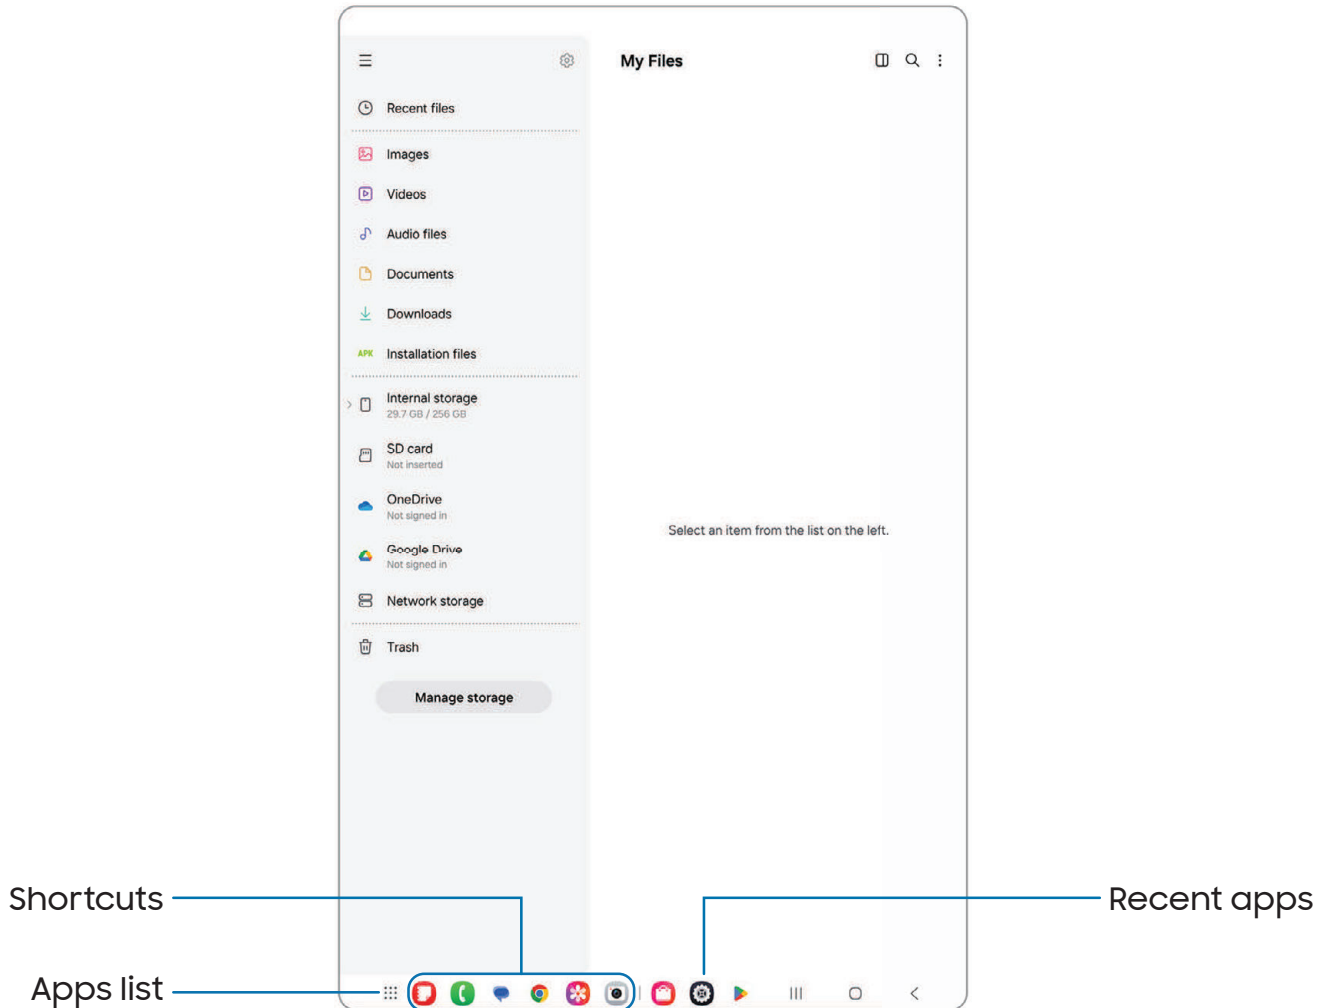 My Files
Recent files
Images
Videos
Audio files
Documents
Downloads
APK Installation files
Internal storage
29.7 GB / 256 GB
SD card
Not inserted
OneDrive
Not signed in
Google Drive
Not signed in
Network storage
Trash
Manage storage
Select an item from the list on the left.
Shortcuts
Recent apps
Apps list